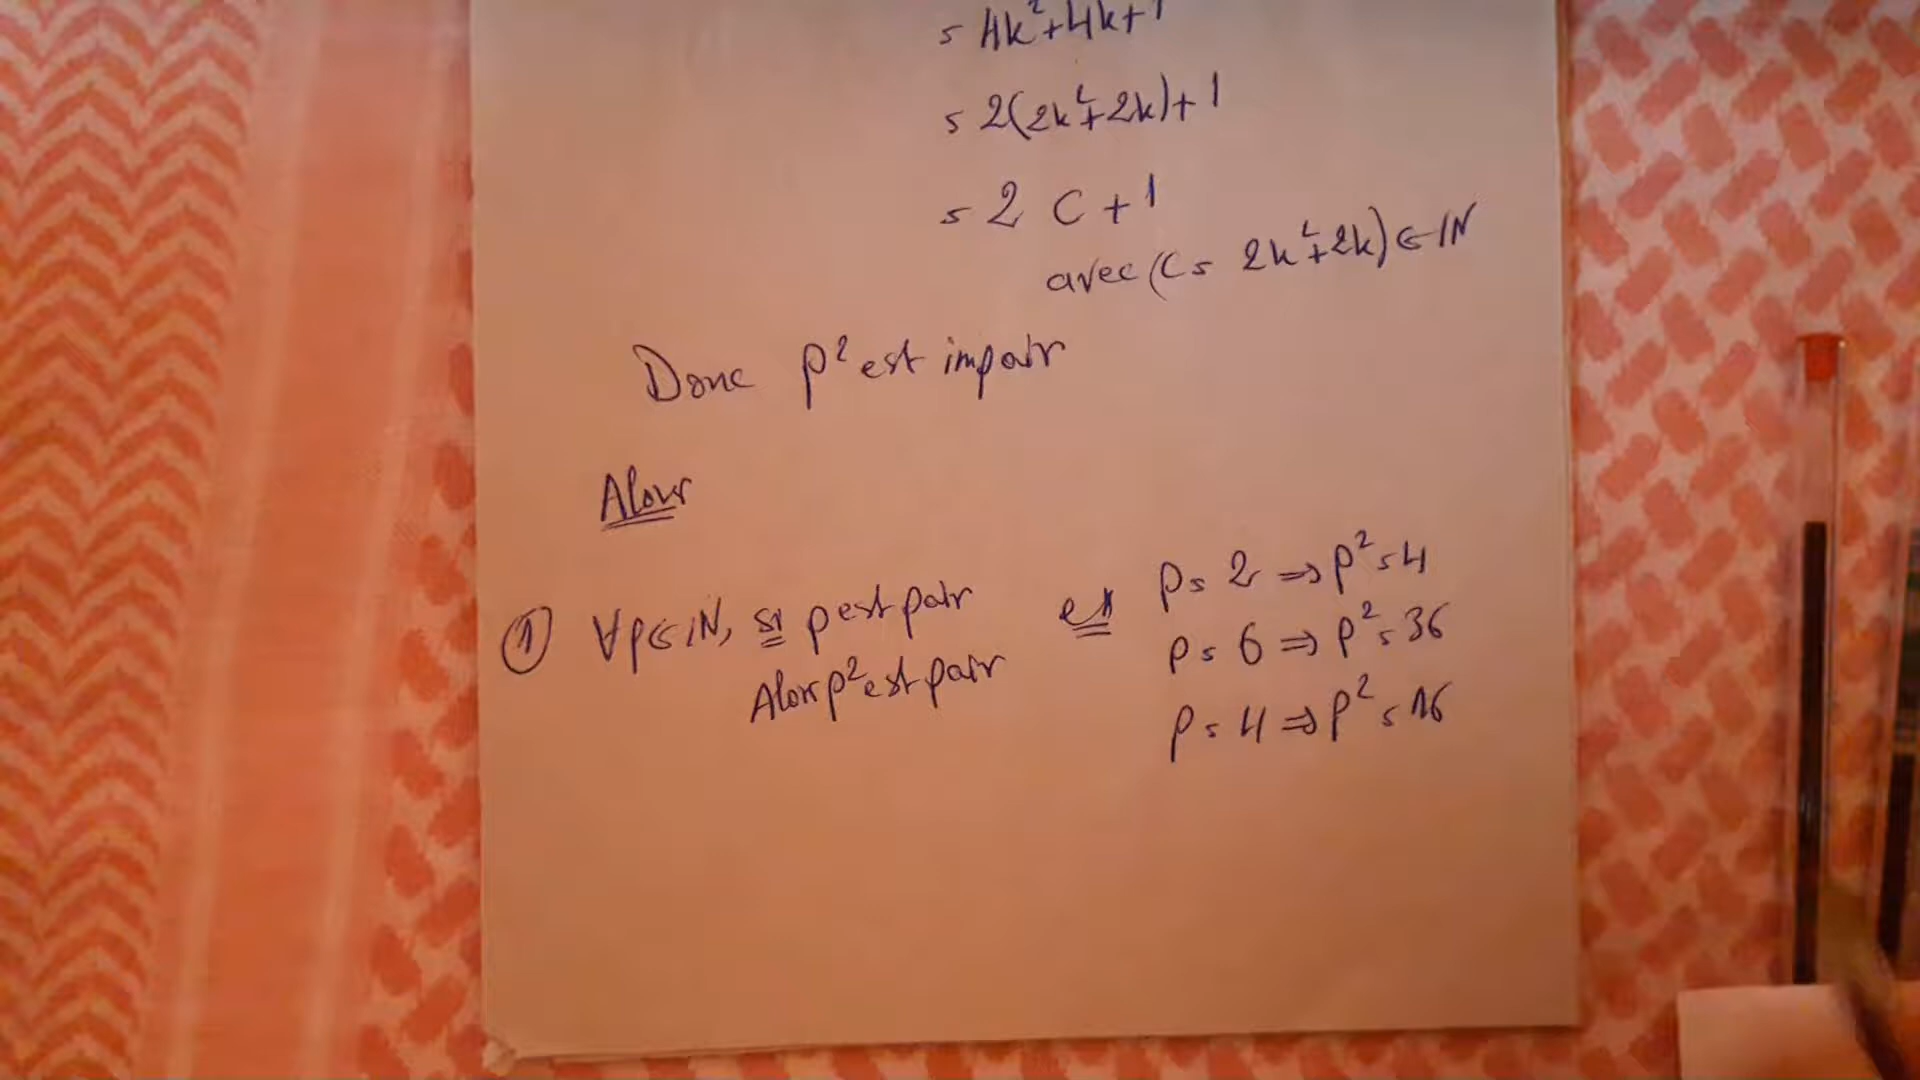 = 4k²+4k+1
= 2(2k²+2k)+1
= 2 C + 1
avec (C = 2k²+2k) ∈ IN
Donc p² est impair
Alors
① ∀p∈IN, si p est pair
Alors p² est pair
ex p = 2 ⇒ p² = 4
p = 6 ⇒ p² = 36
p = 4 ⇒ p² = 16